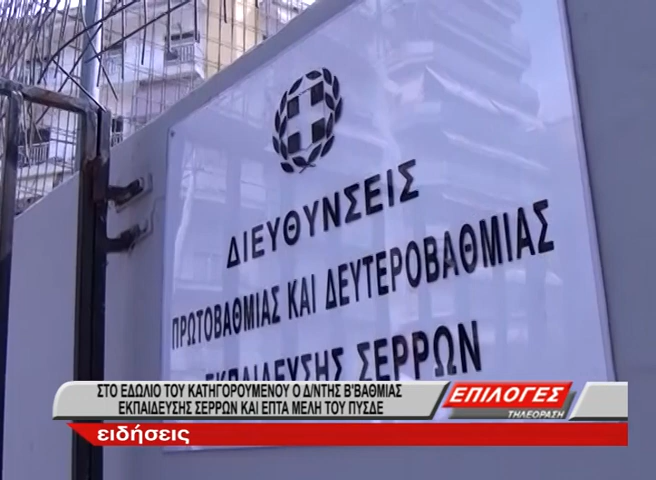 ΔΙΕΥΘΥΝΣΕΙΣ
ΠΡΩΤΟΒΑΘΜΙΑΣ ΚΑΙ ΔΕΥΤΕΡΟΒΑΘΜΙΑΣ
ΕΚΠΑΙΔΕΥΣΗΣ ΣΕΡΡΩΝ
ΣΤΟ ΕΔΩΛΙΟ ΤΟΥ ΚΑΤΗΓΟΡΟΥΜΕΝΟΥ Ο Δ/ΝΤΗΣ Β'ΒΑΘΜΙΑΣ
ΕΚΠΑΙΔΕΥΣΗΣ ΣΕΡΡΩΝ ΚΑΙ ΕΠΤΑ ΜΕΛΗ ΤΟΥ ΠΥΣΔΕ
ΕΠΙΛΟΓΕΣ
ΤΗΛΕΟΡΑΣΗ
ειδήσεις